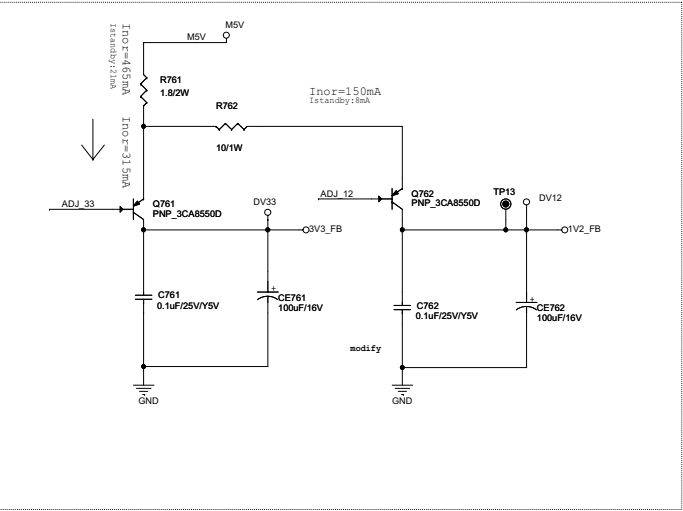 M5V
M5V
Inor=465mA
Istandby:21mA
R761
1.8/2W
Inor=150mA
Istandby:8mA
R762
10/1W
Inor=315mA
ADJ_33
Q761
PNP_3CA8550D
DV33
3V3_FB
ADJ_12
Q762
PNP_3CA8550D
TP13
DV12
1V2_FB
C761
0.1uF/25V/Y5V
+
CE761
100uF/16V
C762
0.1uF/25V/Y5V
+
CE762
100uF/16V
modify
GND
GND